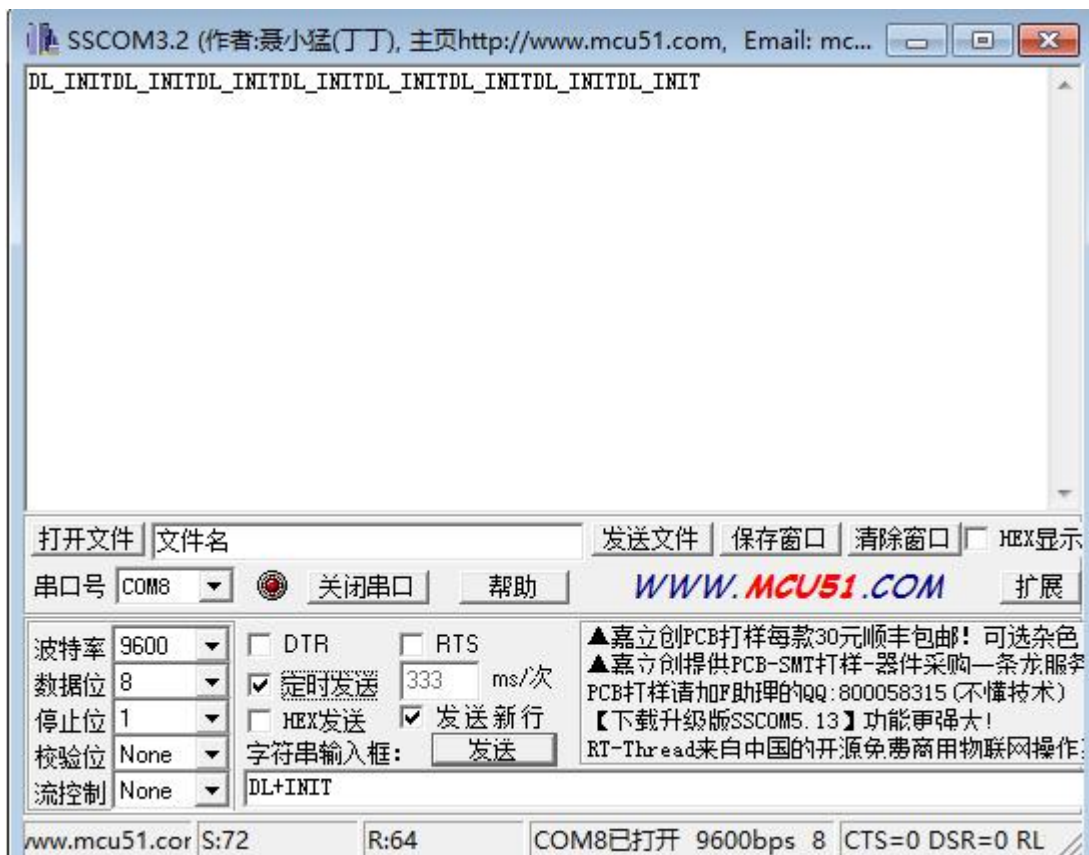 SSCOM3.2 (作者:聂小猛(丁丁), 主页http://www.mcu51.com,  Email: mc...
DL_INITDL_INITDL_INITDL_INITDL_INITDL_INITDL_INITDL_INIT
打开文件 文件名 发送文件 保存窗口 清除窗口 HEX显示
串口号 COM8 关闭串口 帮助 WWW.MCU51.COM 扩展
波特率 9600 DTR RTS
数据位 8 定时发送 333 ms/次
停止位 1 HEX发送 发送新行
校验位 None 字符串输入框: 发送
流控制 None DL+INIT
▲嘉立创PCB打样每款30元顺丰包邮! 可选杂色
▲嘉立创提供PCB-SMT打样-器件采购—条龙服务
PCB打样请加F助理的QQ:800058315(不懂技术)
【下载升级版SSCOM5.13】功能更强大!
RT-Thread来自中国的开源免费商用物联网操作
www.mcu51.cor S:72 R:64 COM8已打开 9600bps 8 CTS=0 DSR=0 RL